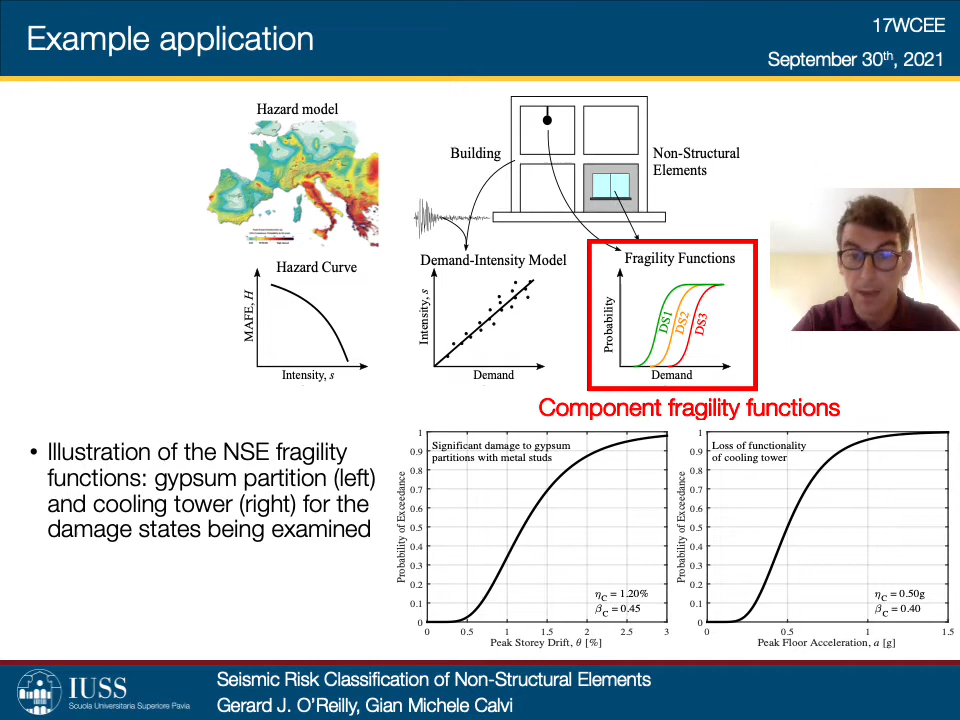 Example application
17WCEE
September 30th, 2021
Hazard model
Building
Non-Structural
Elements
Hazard Curve
MAFE, H
Intensity, s
Demand-Intensity Model
Intensity, s
Demand
Fragility Functions
Probability
DS1
DS2
DS3
Demand
Component fragility functions
• Illustration of the NSE fragility
functions: gypsum partition (left)
and cooling tower (right) for the
damage states being examined
Significant damage to gypsum
partitions with metal studs
Probability of Exceedance
1
0.9
0.8
0.7
0.6
0.5
0.4
0.3
0.2
0.1
0
ηC = 1.20%
βC = 0.45
0 0.5 1 1.5 2 2.5 3
Peak Storey Drift, θ [%]
Loss of functionality
of cooling tower
Probability of Exceedance
1
0.9
0.8
0.7
0.6
0.5
0.4
0.3
0.2
0.1
0
ηC = 0.50g
βC = 0.40
0 0.5 1 1.5
Peak Floor Acceleration, a [g]
IUSS
Scuola Universitaria Superiore Pavia
Seismic Risk Classification of Non-Structural Elements
Gerard J. O'Reilly, Gian Michele Calvi